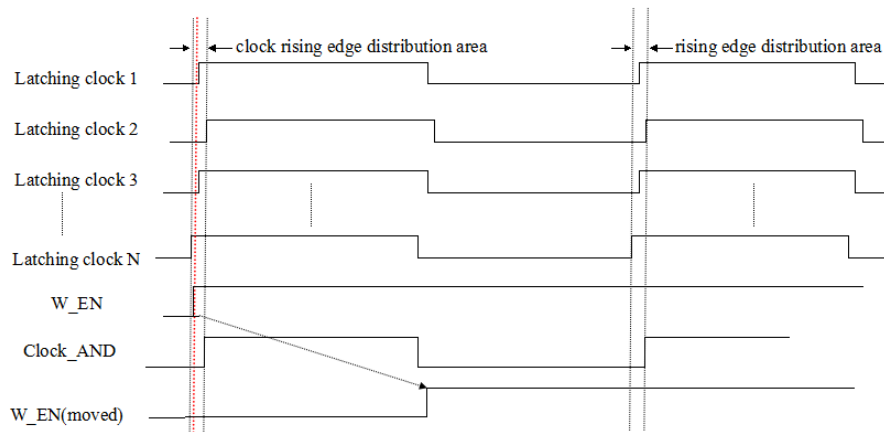 clock rising edge distribution area
rising edge distribution area
Latching clock 1
Latching clock 2
Latching clock 3
Latching clock N
W_EN
Clock_AND
W_EN(moved)